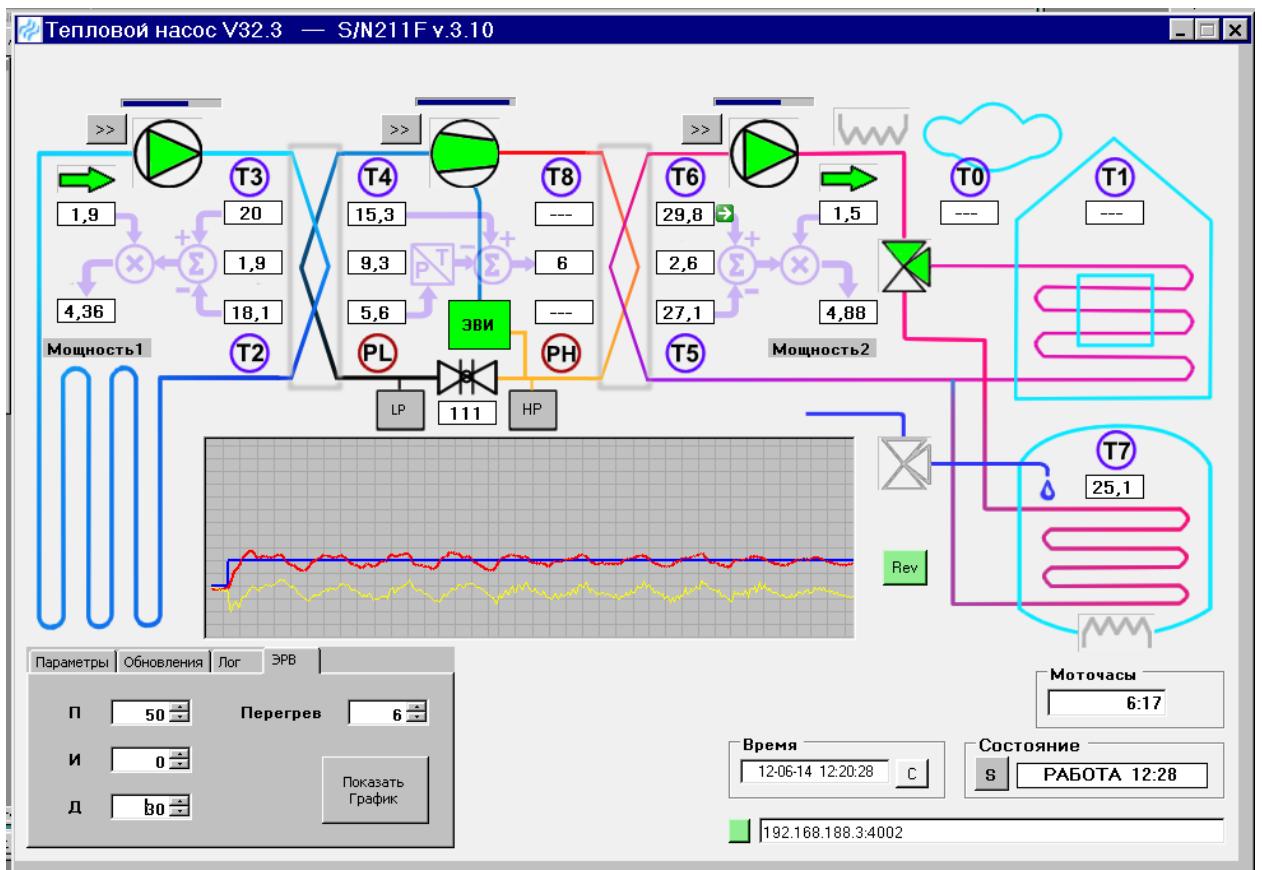 Тепловой насос V32.3 — S/N211F v.3.10
>> >> >>
T3 T4 T8 T6 T0 T1
1,9 20 15,3 --- 29,8 1,5 --- ---
1,9 9,3 P T 6 2,6
× Σ Σ Σ ×
4,36 18,1 5,6 --- 27,1 4,88
ЭВИ
Мощность1 T2 PL PH T5 Мощность2
LP 111 HP
T7
25,1
Rev
Параметры Обновления Лог ЭРВ
П 50 Перегрев 6
И 0
Д 80
Показать
График
Моточасы
6:17
Время
12-06-14 12:20:28 C
Состояние
S РАБОТА 12:28
192.168.188.3:4002